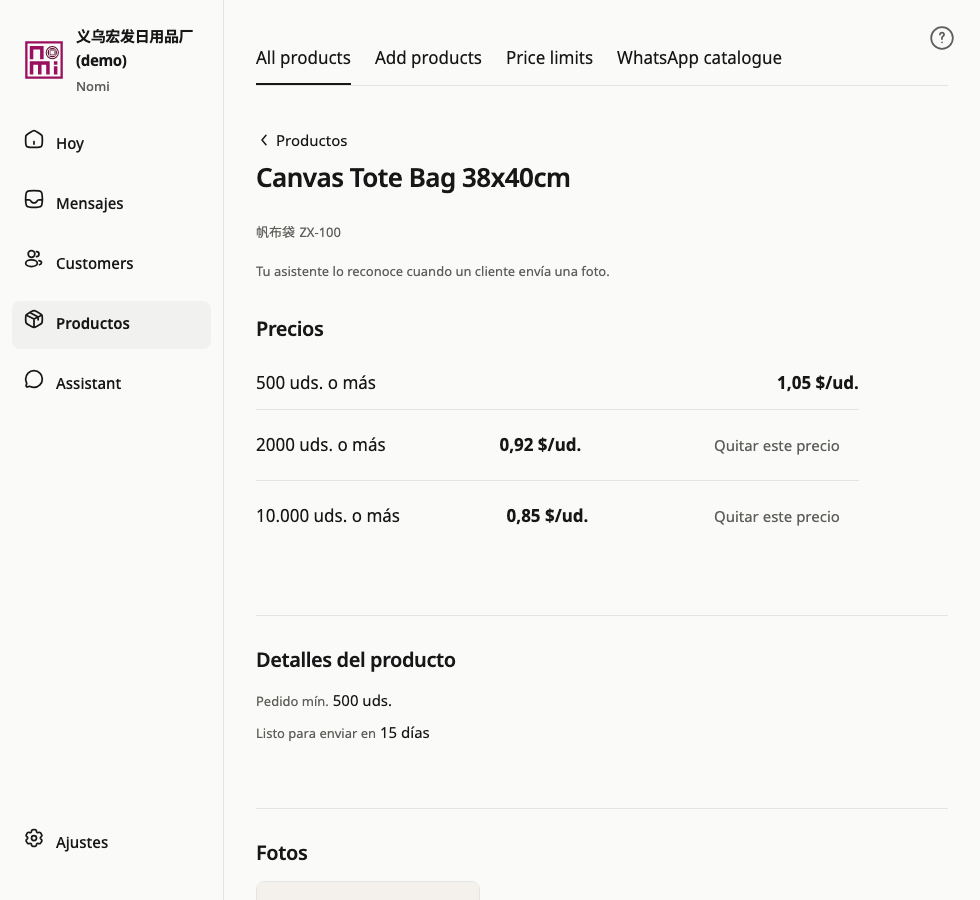 义乌宏发日用品厂
(demo)
Nomi
Hoy
Mensajes
Customers
Productos
Assistant
Ajustes
All products
Add products
Price limits
WhatsApp catalogue
?
Productos
Canvas Tote Bag 38x40cm
帆布袋 ZX-100
Tu asistente lo reconoce cuando un cliente envía una foto.
Precios
500 uds. o más 1,05 $/ud.
2000 uds. o más 0,92 $/ud. Quitar este precio
10.000 uds. o más 0,85 $/ud. Quitar este precio
Detalles del producto
Pedido mín. 500 uds.
Listo para enviar en 15 días
Fotos